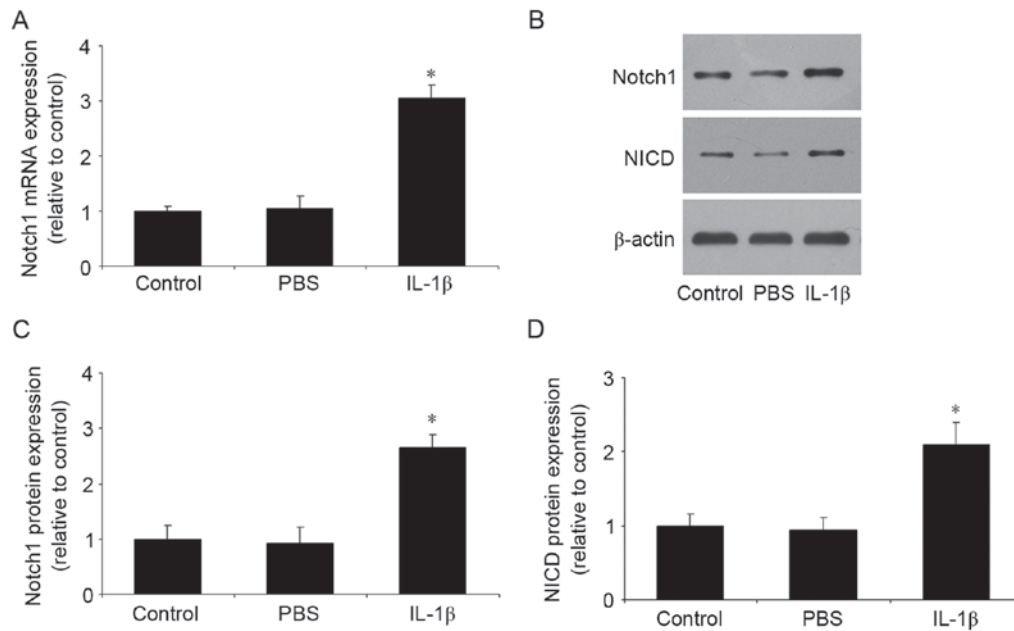 A
Notch1 mRNA expression
(relative to control)
4
3
2
1
0
*
Control PBS IL-1β
B
Notch1
NICD
β-actin
Control PBS IL-1β
C
Notch1 protein expression
(relative to control)
4
3
2
1
0
*
Control PBS IL-1β
D
NICD protein expression
(relative to control)
3
2
1
0
*
Control PBS IL-1β